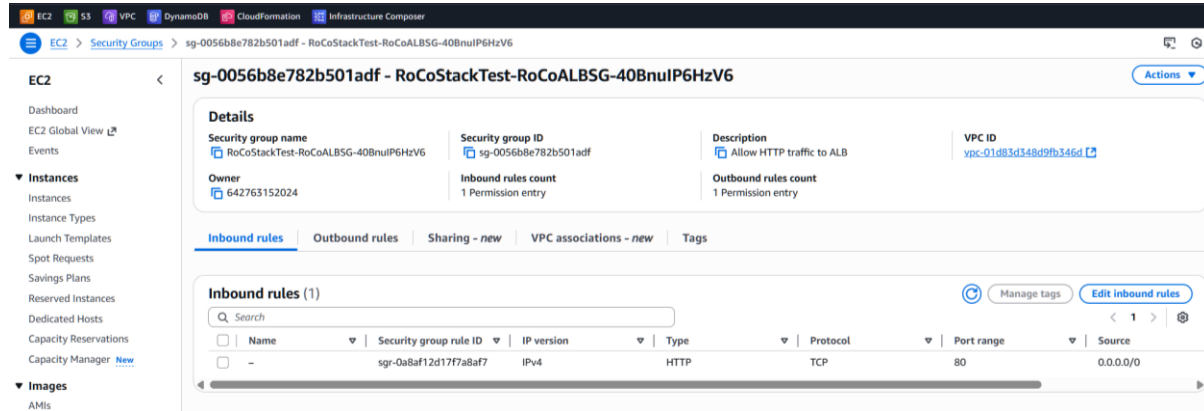 EC2 S3 VPC DynamoDB CloudFormation Infrastructure Composer
EC2 > Security Groups > sg-0056b8e782b501adf - RoCoStackTest-RoCoALBSG-40BnuIP6HzV6
EC2
Dashboard
EC2 Global View
Events
Instances
Instances
Instance Types
Launch Templates
Spot Requests
Savings Plans
Reserved Instances
Dedicated Hosts
Capacity Reservations
Capacity Manager New
Images
AMIs
sg-0056b8e782b501adf - RoCoStackTest-RoCoALBSG-40BnuIP6HzV6
Actions
Details
Security group name
RoCoStackTest-RoCoALBSG-40BnuIP6HzV6
Security group ID
sg-0056b8e782b501adf
Description
Allow HTTP traffic to ALB
VPC ID
vpc-01d83d348d9fb346d
Owner
642763152024
Inbound rules count
1 Permission entry
Outbound rules count
1 Permission entry
Inbound rules Outbound rules Sharing - new VPC associations - new Tags
Inbound rules (1)
Manage tags Edit inbound rules
Search
< 1 >
Name Security group rule ID IP version Type Protocol Port range Source
– sgr-0a8af12d17f7a8af7 IPv4 HTTP TCP 80 0.0.0.0/0